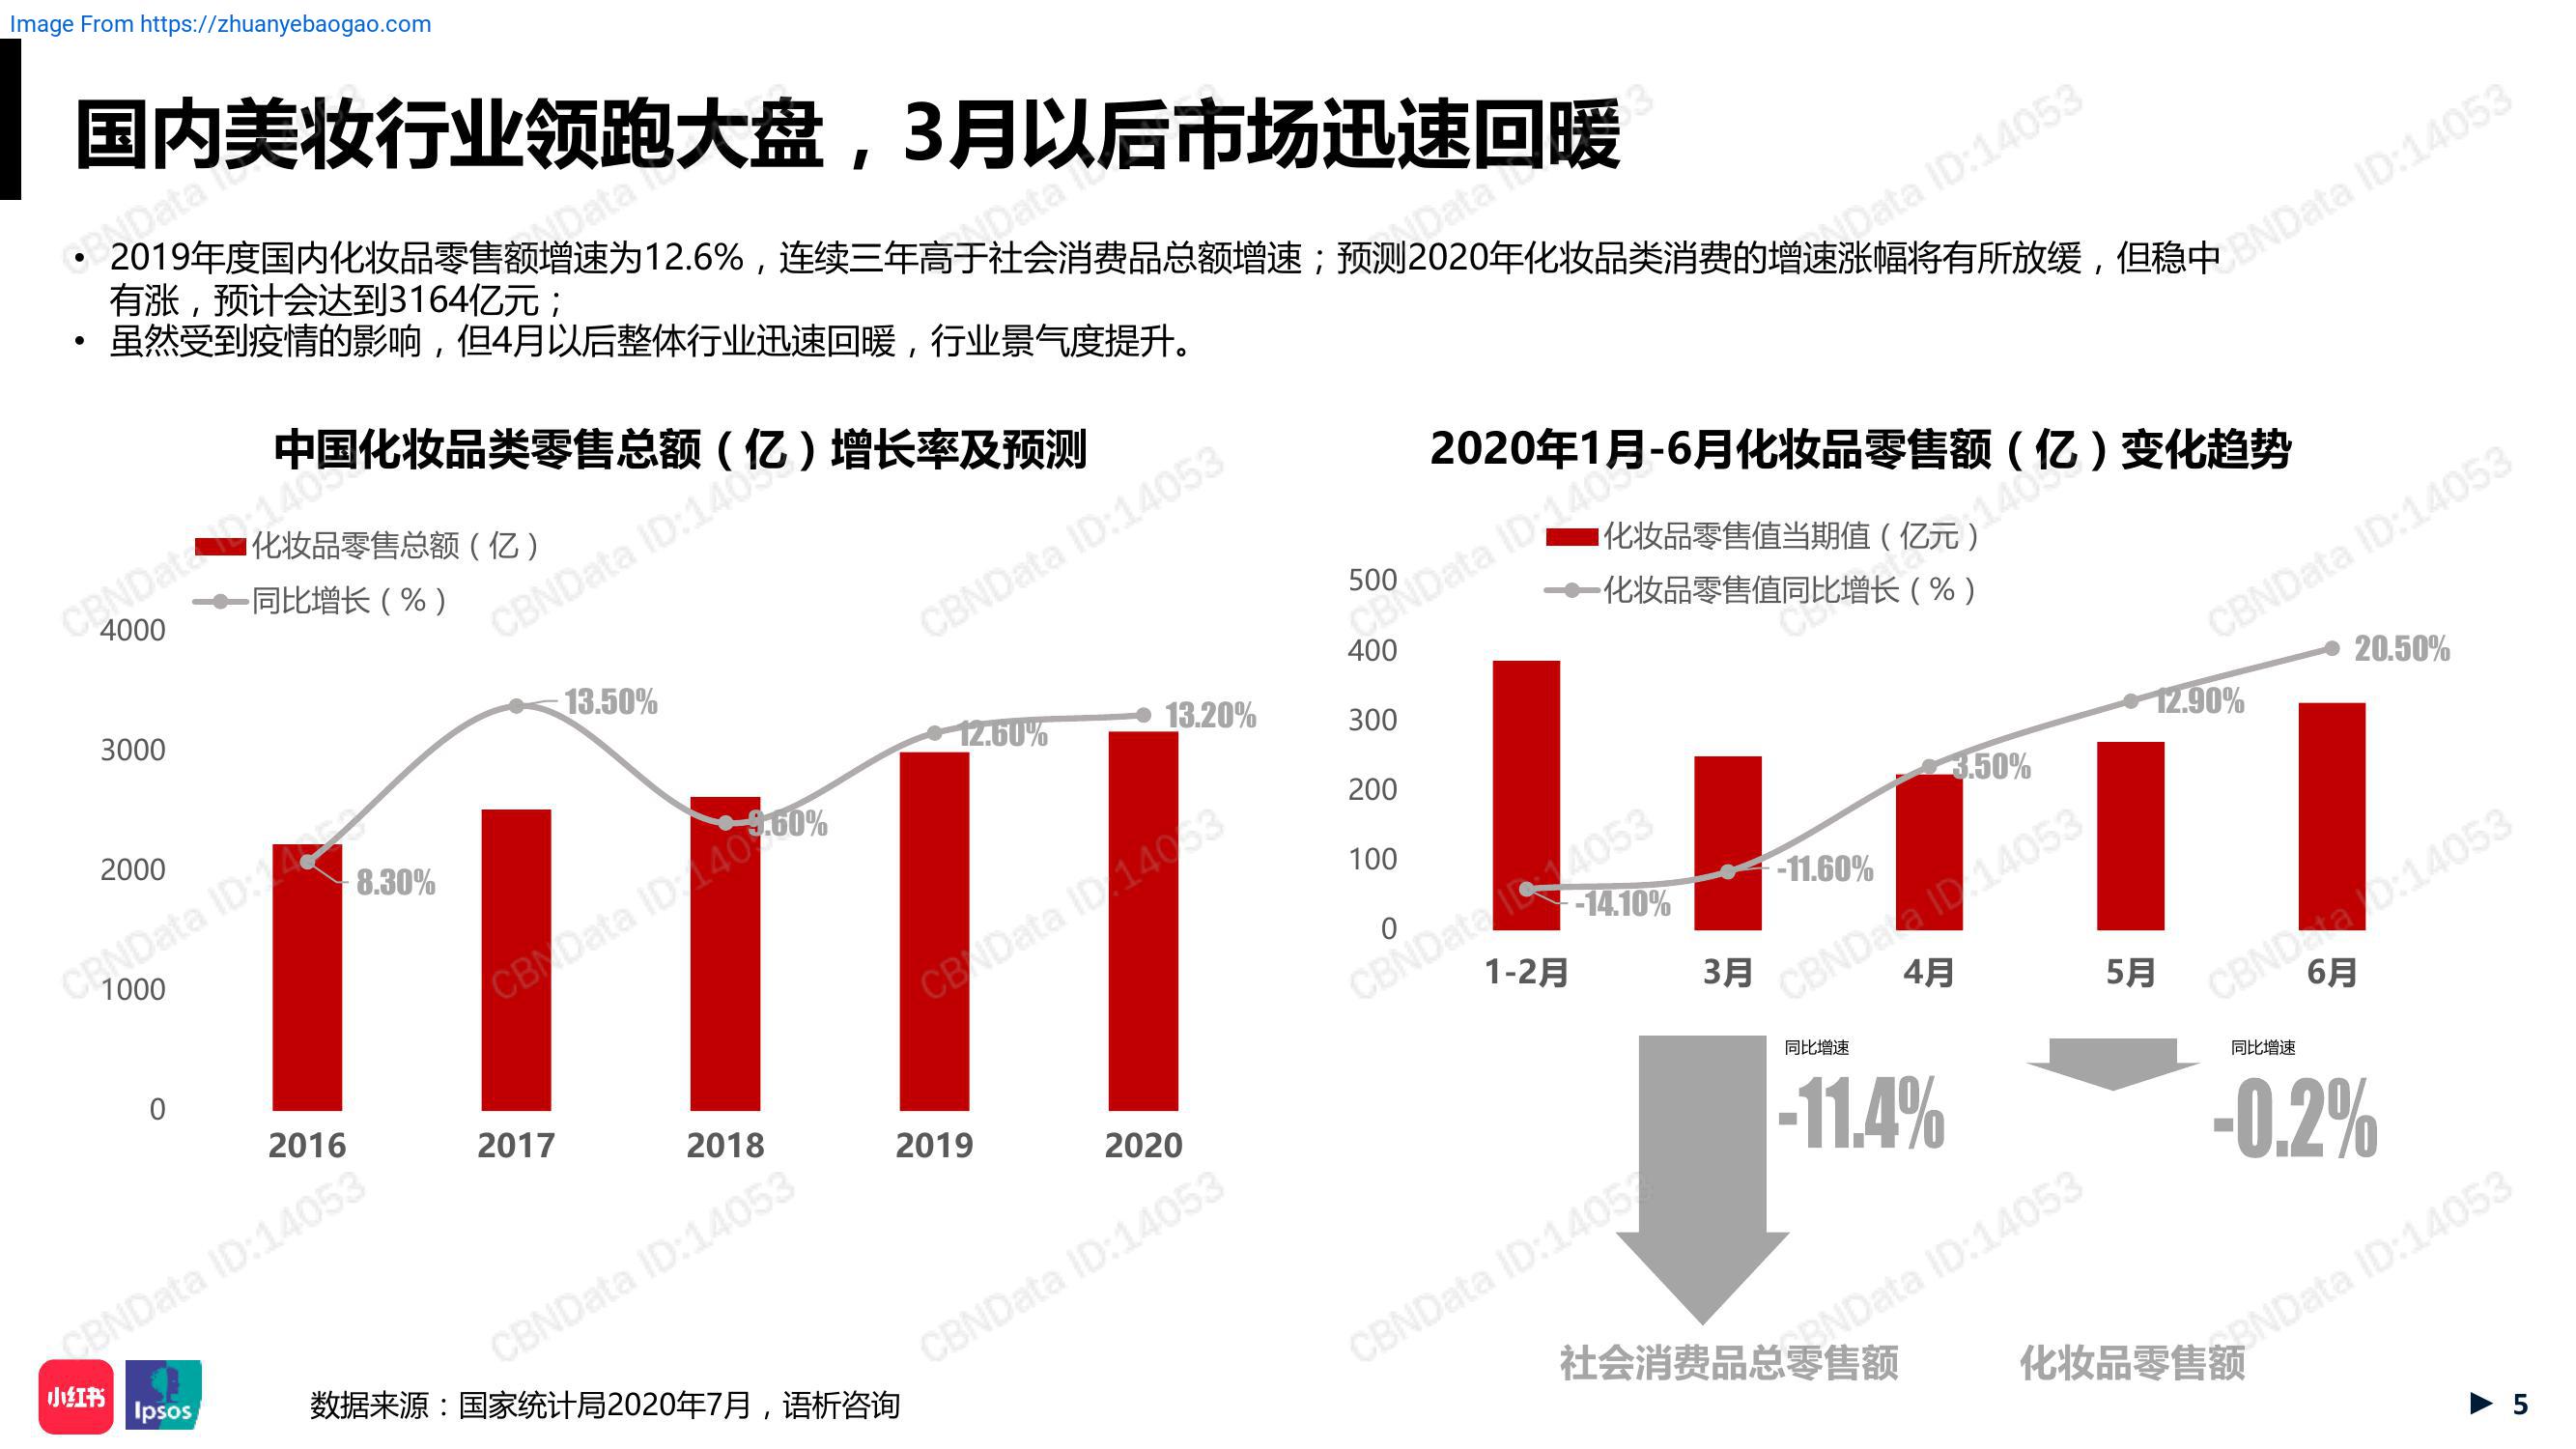 Image From https://zhuanyebaogao.com
国内美妆行业领跑大盘，3月以后市场迅速回暖
• 2019年度国内化妆品零售额增速为12.6%，连续三年高于社会消费品总额增速；预测2020年化妆品类消费的增速涨幅将有所放缓，但稳中
有涨，预计会达到3164亿元；
• 虽然受到疫情的影响，但4月以后整体行业迅速回暖，行业景气度提升。
中国化妆品类零售总额（亿）增长率及预测
化妆品零售总额（亿）
同比增长（%）
4000
3000
2000
1000
0
8.30%
13.50%
9.60%
12.60%
13.20%
2016 2017 2018 2019 2020
2020年1月-6月化妆品零售额（亿）变化趋势
化妆品零售值当期值（亿元）
化妆品零售值同比增长（%）
500
400
300
200
100
0
-14.10%
-11.60%
3.50%
12.90%
20.50%
1-2月 3月 4月 5月 6月
同比增速
-11.4%
社会消费品总零售额
同比增速
-0.2%
化妆品零售额
小红书
Ipsos
数据来源：国家统计局2020年7月，语析咨询
5
CBNData ID:14053